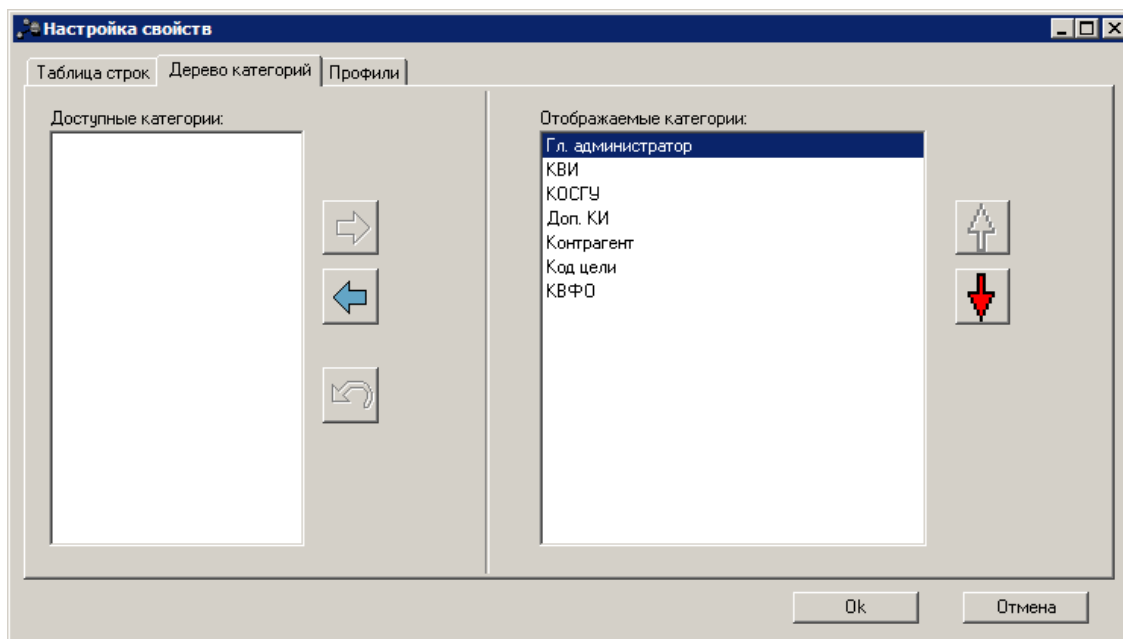 Настройка свойств
Таблица строк Дерево категорий Профили
Доступные категории:
Отображаемые категории:
Гл. администратор
КВИ
КОСГУ
Доп. КИ
Контрагент
Код цели
КВФО
Ok Отмена